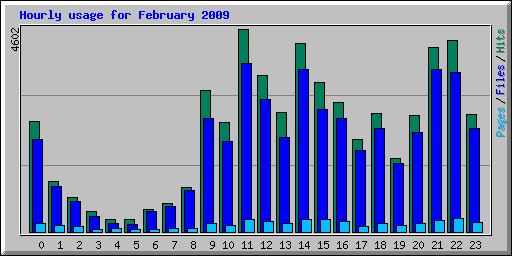 Hourly usage for February 2009
4602
Pages/Files/Hits
0 1 2 3 4 5 6 7 8 9 10 11 12 13 14 15 16 17 18 19 20 21 22 23